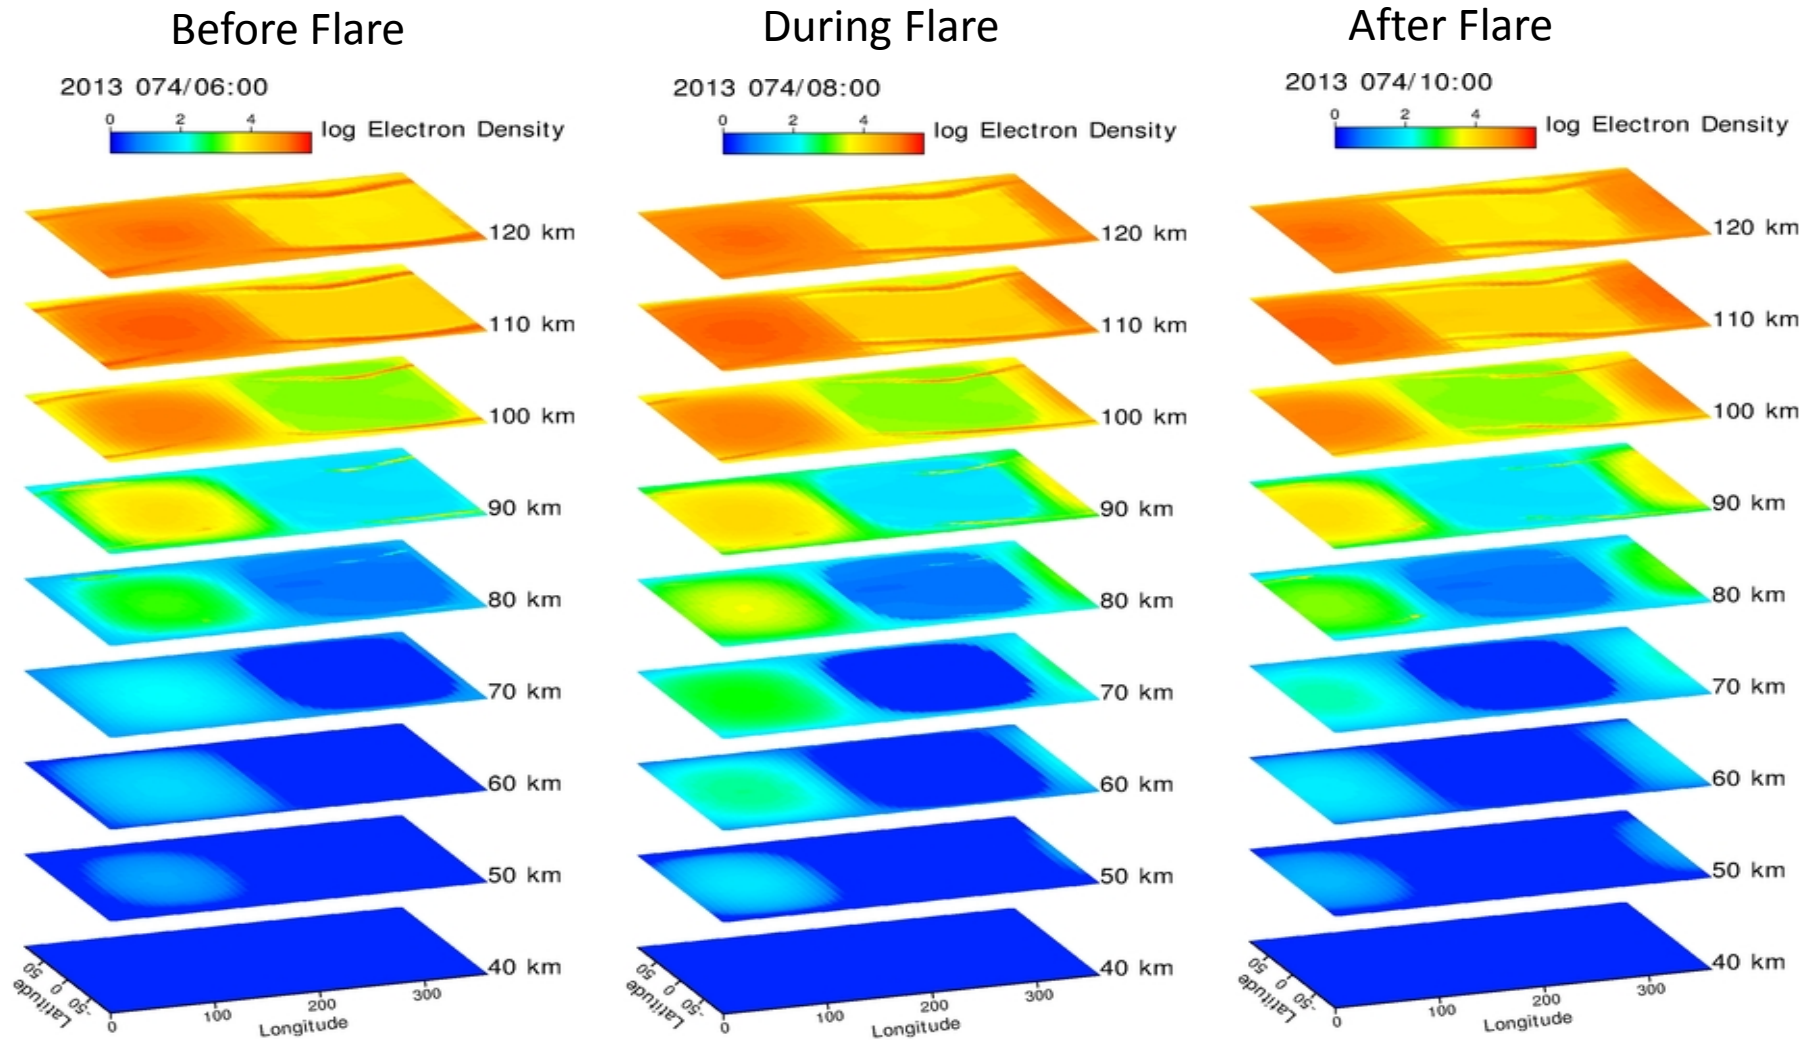 Before Flare
2013 074/06:00
0 2 4
log Electron Density
120 km
110 km
100 km
90 km
80 km
70 km
60 km
50 km
40 km
50 0 -50
Latitude
0 100 200 300
Longitude
During Flare
2013 074/08:00
0 2 4
log Electron Density
120 km
110 km
100 km
90 km
80 km
70 km
60 km
50 km
40 km
50 0 -50
Latitude
0 100 200 300
Longitude
After Flare
2013 074/10:00
0 2 4
log Electron Density
120 km
110 km
100 km
90 km
80 km
70 km
60 km
50 km
40 km
50 0 -50
Latitude
0 100 200 300
Longitude